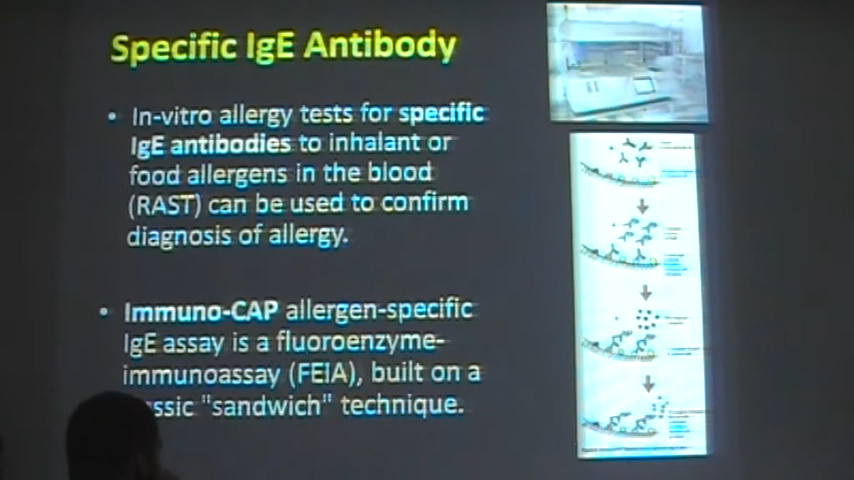 Specific IgE Antibody
• In-vitro allergy tests for specific
IgE antibodies to inhalant or
food allergens in the blood
(RAST) can be used to confirm
diagnosis of allergy.
• Immuno-CAP allergen-specific
IgE assay is a fluoroenzyme-
immunoassay (FEIA), built on a
"sandwich" technique.